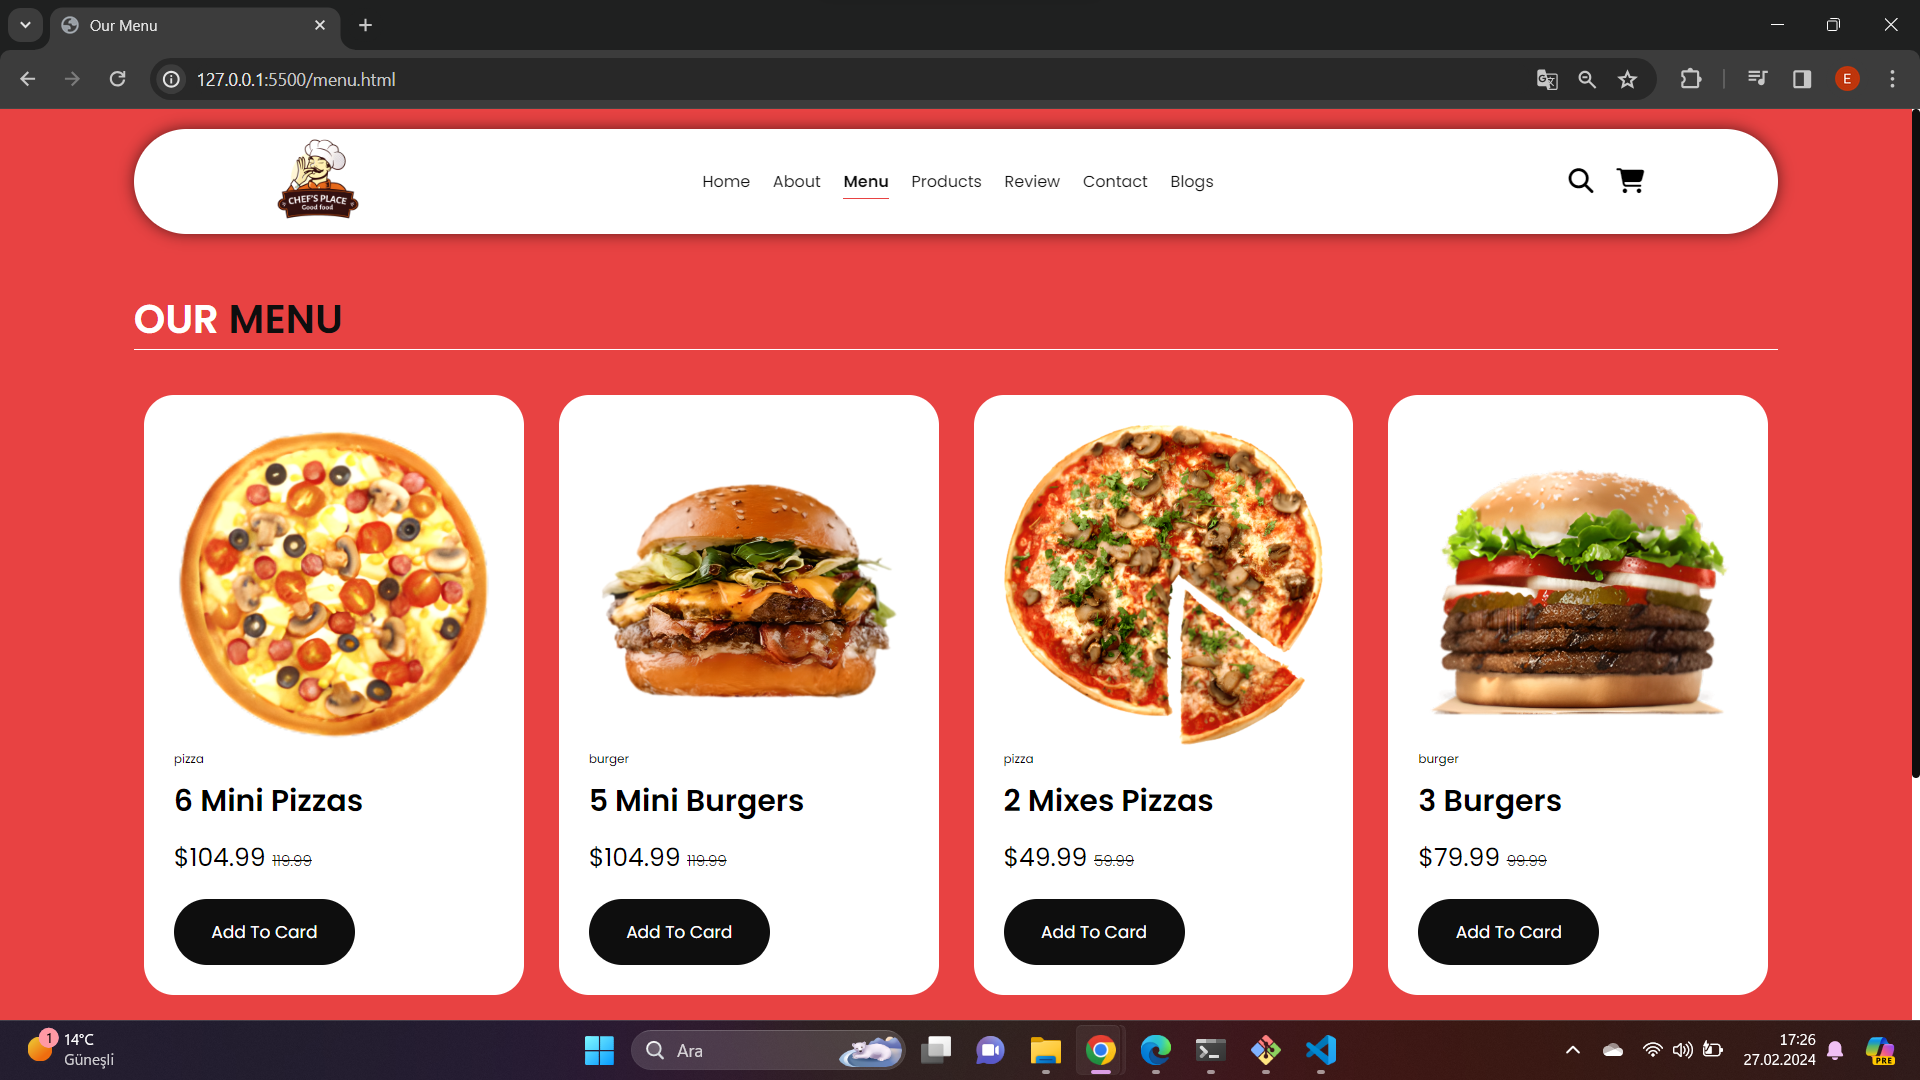 Our Menu
127.0.0.1:5500/menu.html
E
CHEF'S PLACE
Good food
Home About Menu Products Review Contact Blogs
OUR MENU
pizza
6 Mini Pizzas
$104.99 119.99
Add To Card
burger
5 Mini Burgers
$104.99 119.99
Add To Card
pizza
2 Mixes Pizzas
$49.99 59.99
Add To Card
burger
3 Burgers
$79.99 99.99
Add To Card
1
14°C
Güneşli
Ara
17:26
27.02.2024
PRE